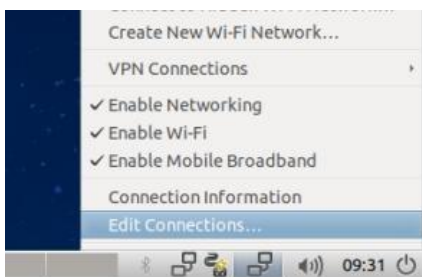 Create New Wi-Fi Network...
VPN Connections
Enable Networking
Enable Wi-Fi
Enable Mobile Broadband
Connection Information
Edit Connections...
09:31